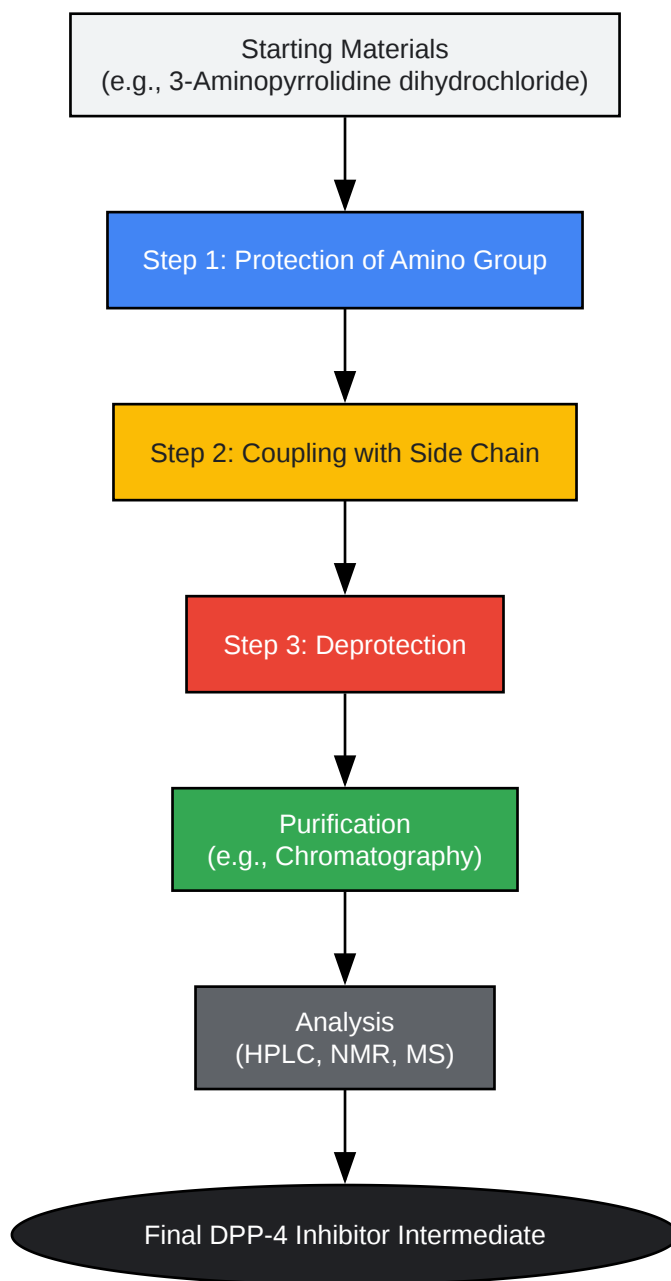 Starting Materials
(e.g., 3-Aminopyrrolidine dihydrochloride)
Step 1: Protection of Amino Group
Step 2: Coupling with Side Chain
Step 3: Deprotection
Purification
(e.g., Chromatography)
Analysis
(HPLC, NMR, MS)
Final DPP-4 Inhibitor Intermediate